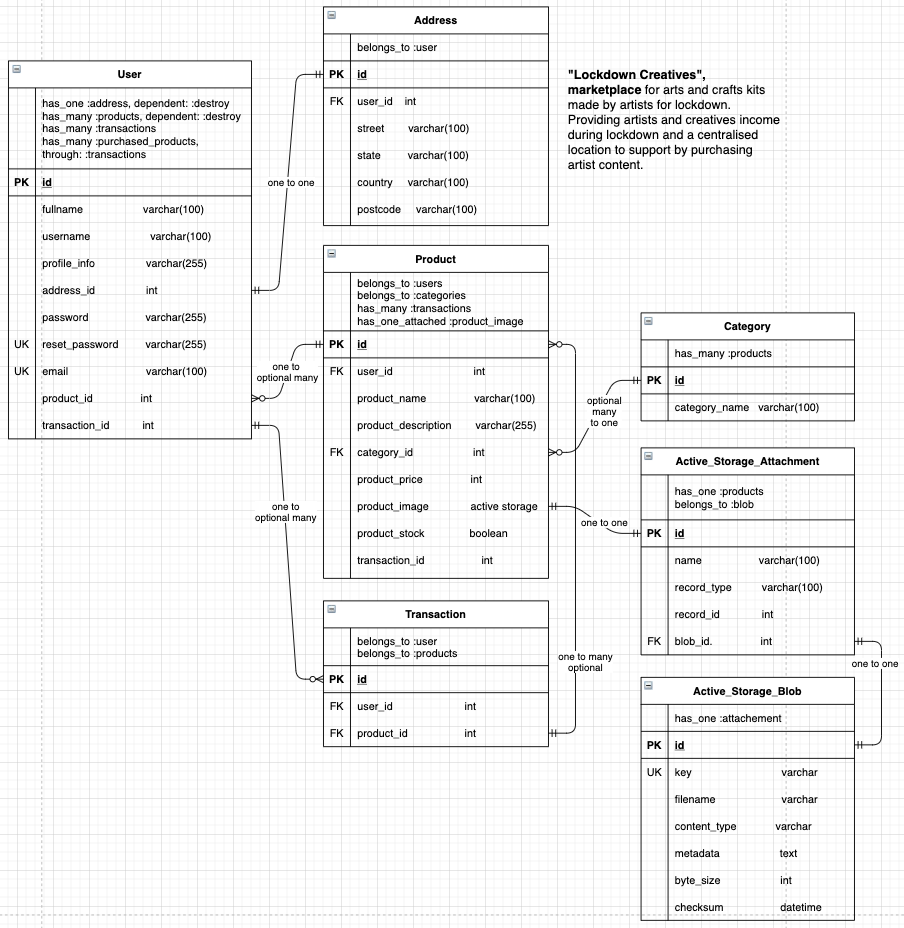 Address
belongs_to :user
PK id
FK user_id int
street varchar(100)
state varchar(100)
country varchar(100)
postcode varchar(100)
User
has_one :address, dependent: :destroy
has_many :products, dependent: :destroy
has_many :transactions
has_many :purchased_products,
through: :transactions
PK id
fullname varchar(100)
username varchar(100)
profile_info varchar(255)
address_id int
password varchar(255)
UK reset_password varchar(255)
UK email varchar(100)
product_id int
transaction_id int
one to one
"Lockdown Creatives",
marketplace for arts and crafts kits
made by artists for lockdown.
Providing artists and creatives income
during lockdown and a centralised
location to support by purchasing
artist content.
Product
belongs_to :users
belongs_to :categories
has_many :transactions
has_one_attached :product_image
PK id
FK user_id int
product_name varchar(100)
product_description varchar(255)
FK category_id int
product_price int
product_image active storage
product_stock boolean
transaction_id int
one to
optional many
one to
optional many
optional
many
to one
one to one
Category
has_many :products
PK id
category_name varchar(100)
Active_Storage_Attachment
has_one :products
belongs_to :blob
PK id
name varchar(100)
record_type varchar(100)
record_id int
FK blob_id. int
Transaction
belongs_to :user
belongs_to :products
PK id
FK user_id int
FK product_id int
one to many
optional
one to one
Active_Storage_Blob
has_one :attachement
PK id
UK key varchar
filename varchar
content_type varchar
metadata text
byte_size int
checksum datetime